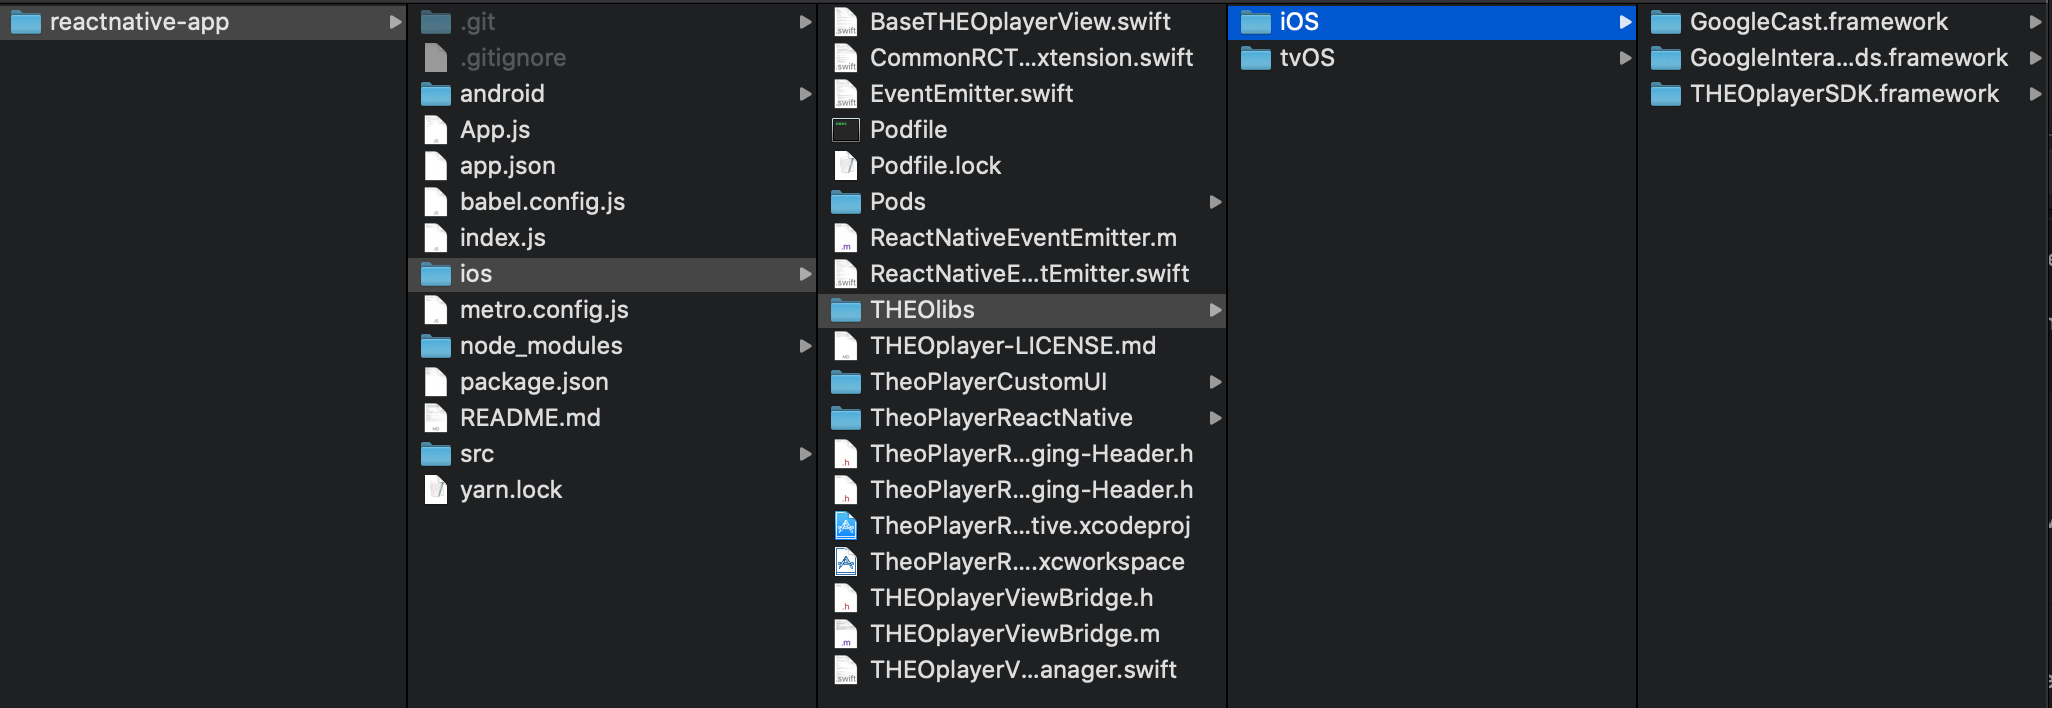 reactnative-app
.git
.gitignore
android
App.js
app.json
babel.config.js
index.js
ios
metro.config.js
node_modules
package.json
README.md
src
yarn.lock
BaseTHEOplayerView.swift
CommonRCT...xtension.swift
EventEmitter.swift
Podfile
Podfile.lock
Pods
ReactNativeEventEmitter.m
ReactNativeE...tEmitter.swift
THEOlibs
THEOplayer-LICENSE.md
TheoPlayerCustomUI
TheoPlayerReactNative
TheoPlayerR...ging-Header.h
TheoPlayerR...ging-Header.h
TheoPlayerR...tive.xcodeproj
TheoPlayerR....xcworkspace
THEOplayerViewBridge.h
THEOplayerViewBridge.m
THEOplayerV...anager.swift
iOS
tvOS
GoogleCast.framework
GoogleIntera...ds.framework
THEOplayerSDK.framework